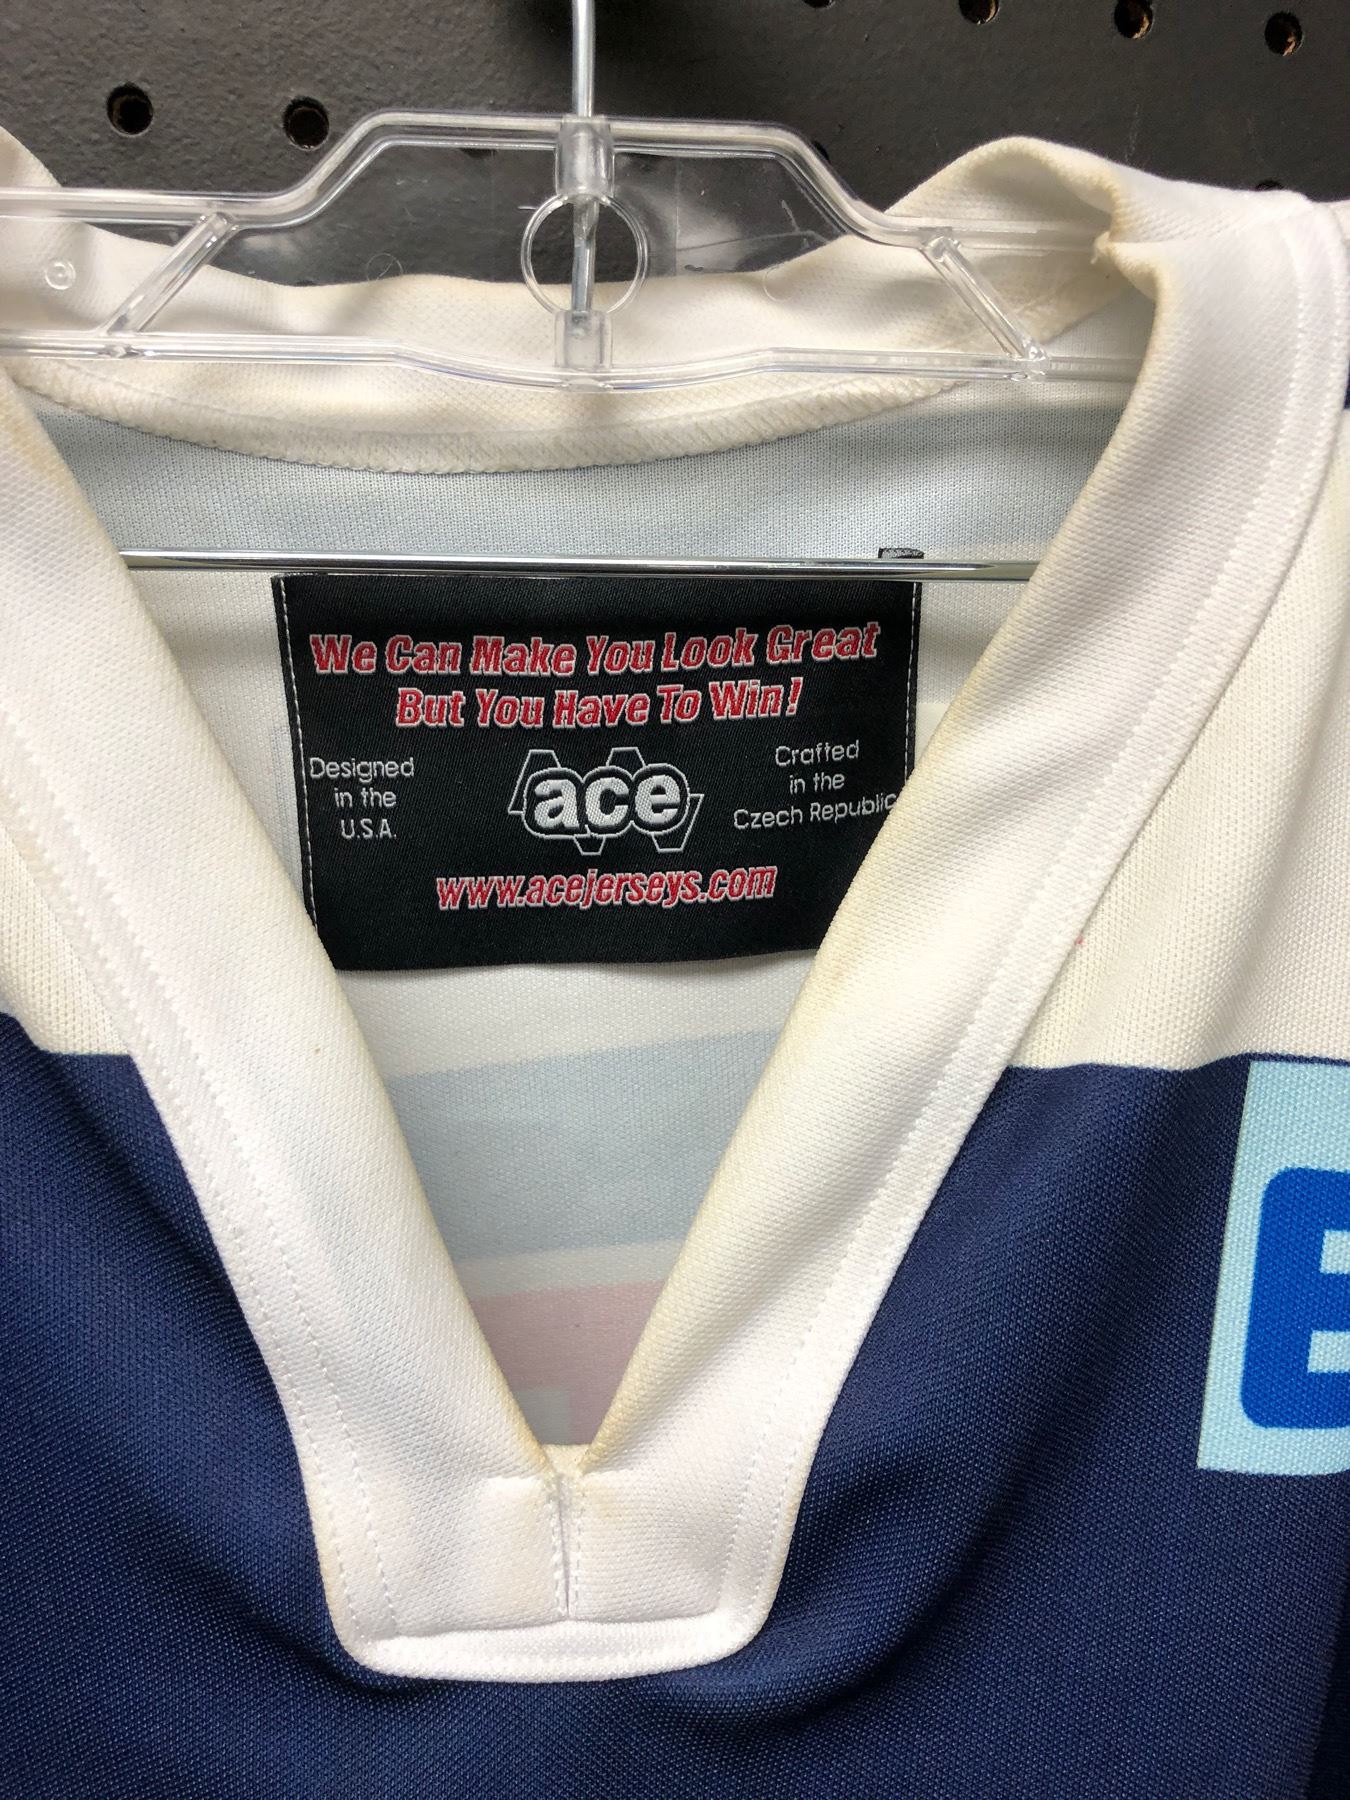 We Can Make You Look Great
But You Have To Win!
Designed
in the
U.S.A.
ace
Crafted
in the
Czech Republic
www.acejerseys.com
E